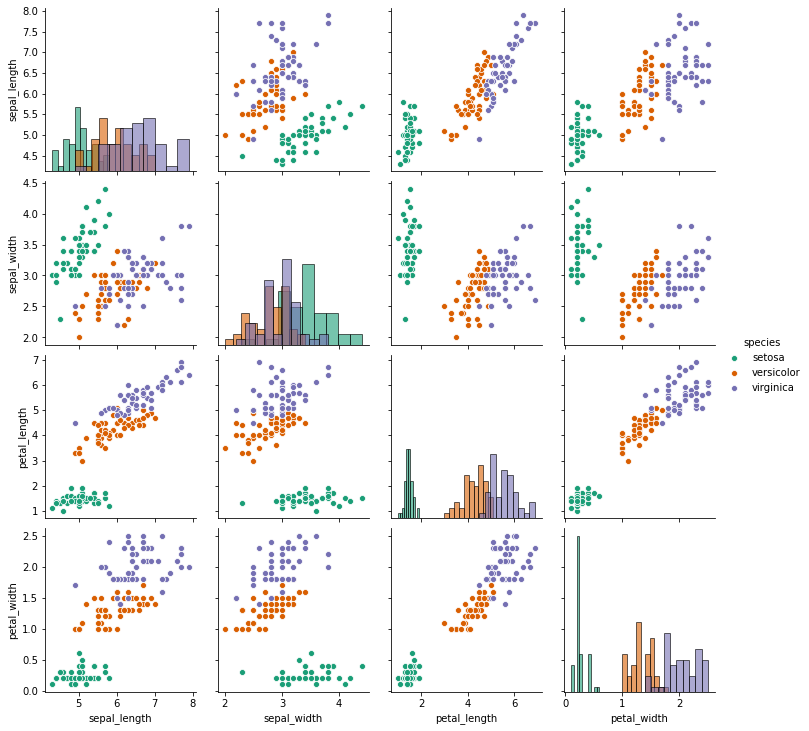 8.0
7.5
7.0
6.5
6.0
5.5
5.0
4.5
sepal_length
4.5
4.0
3.5
3.0
2.5
2.0
sepal_width
species
setosa
versicolor
virginica
7
6
5
4
3
2
1
petal_length
2.5
2.0
1.5
1.0
0.5
0.0
petal_width
5 6 7 8
2 3 4
2 4 6
0 1 2
sepal_length sepal_width petal_length petal_width